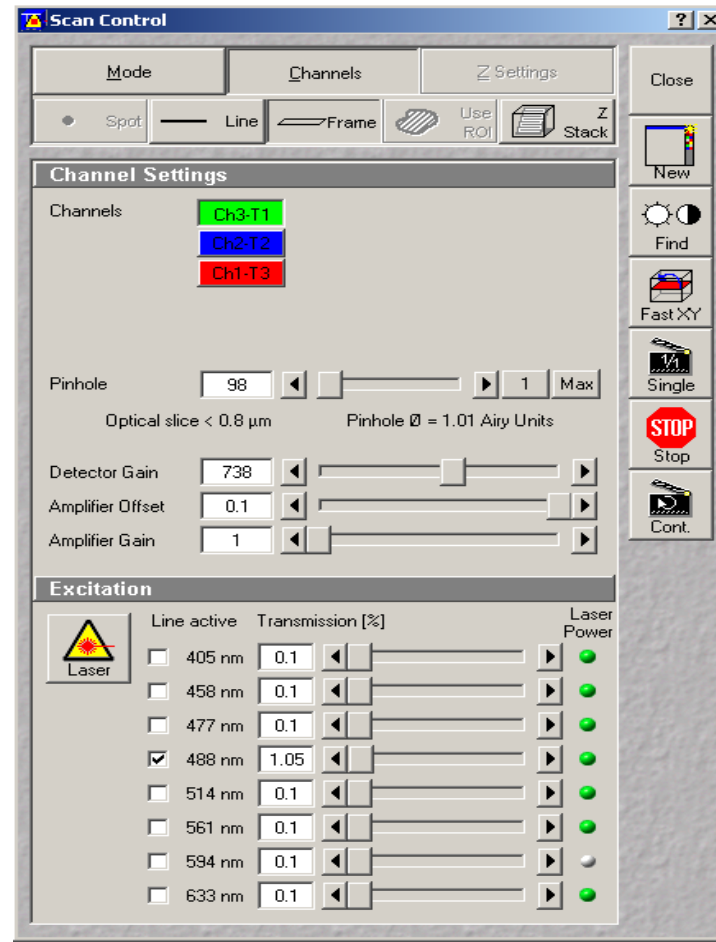 Scan Control
? X
Mode Channels Z Settings Close
Spot Line Frame Use ROI Z Stack
New
Channel Settings
Channels Ch3-T1
Ch2-T2
Ch1-T3
Find
Fast XY
1/1
Single
Pinhole 98 1 Max
Optical slice < 0.8 µm Pinhole Ø = 1.01 Airy Units
STOP
Stop
Detector Gain 738
Amplifier Offset 0.1
Amplifier Gain 1
Cont.
Excitation
Laser
Line active Transmission [%] Laser Power
405 nm 0.1
458 nm 0.1
477 nm 0.1
488 nm 1.05
514 nm 0.1
561 nm 0.1
594 nm 0.1
633 nm 0.1